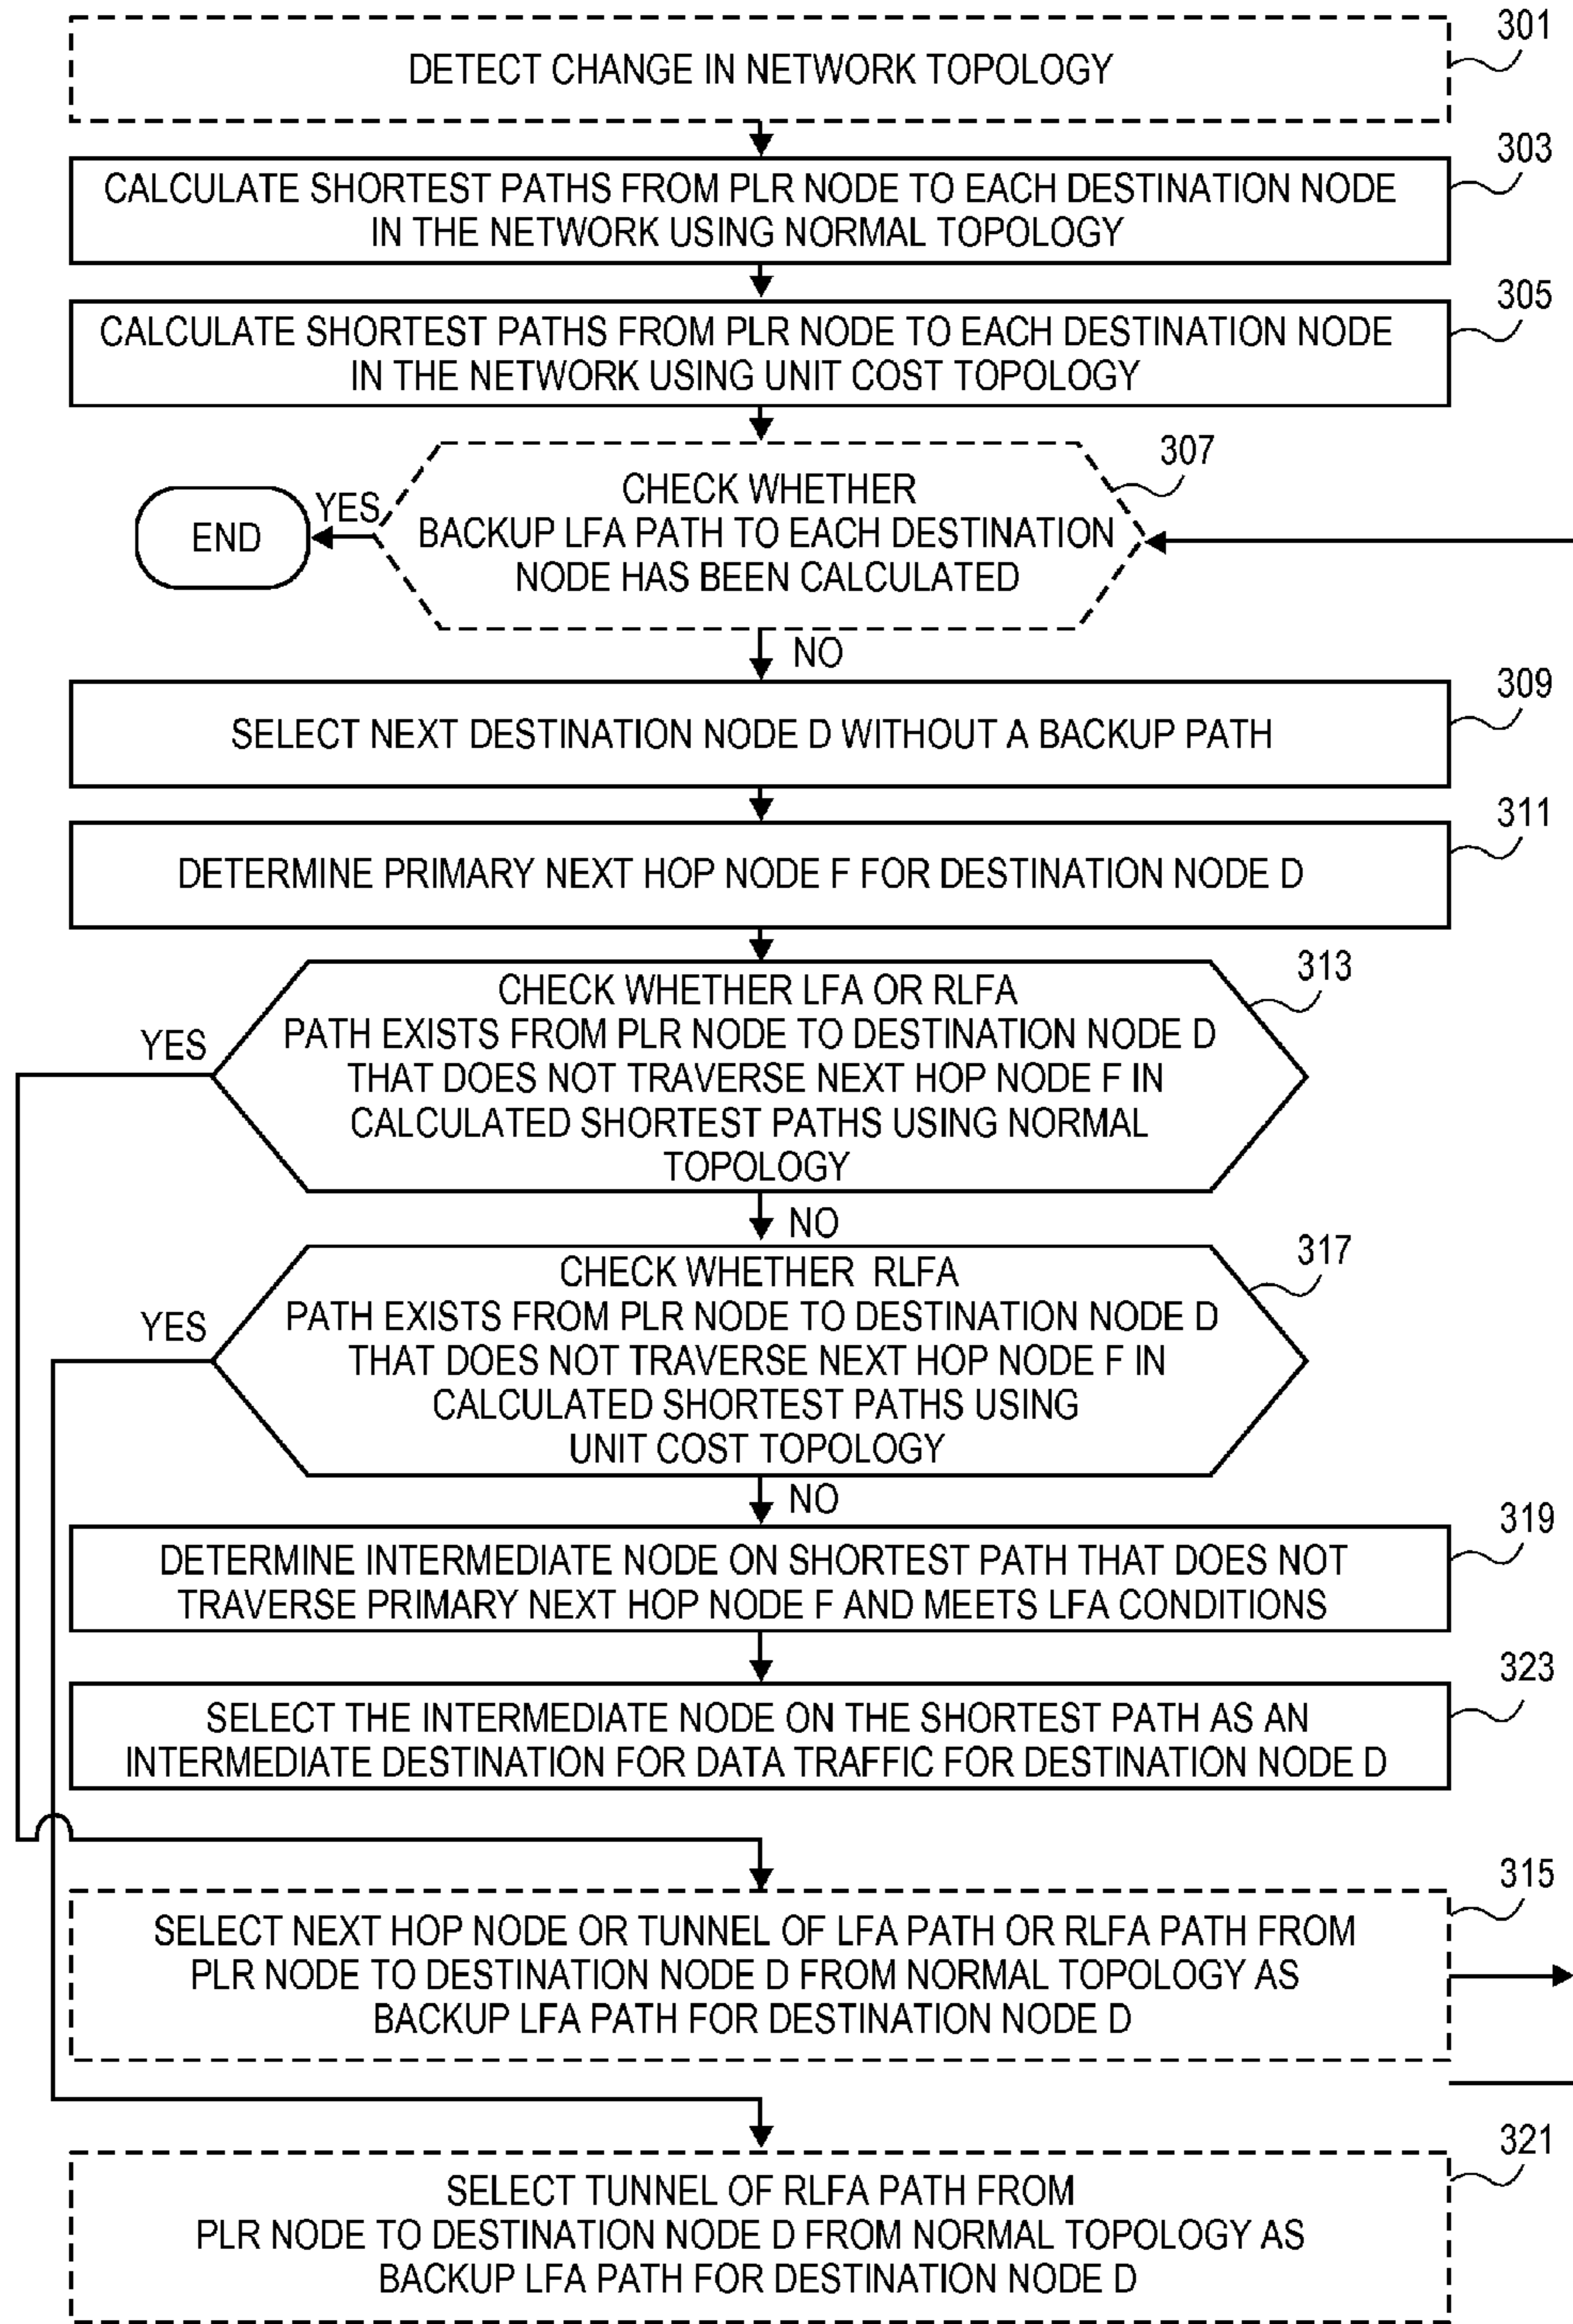 301
DETECT CHANGE IN NETWORK TOPOLOGY
303
CALCULATE SHORTEST PATHS FROM PLR NODE TO EACH DESTINATION NODE
IN THE NETWORK USING NORMAL TOPOLOGY
305
CALCULATE SHORTEST PATHS FROM PLR NODE TO EACH DESTINATION NODE
IN THE NETWORK USING UNIT COST TOPOLOGY
307
CHECK WHETHER
BACKUP LFA PATH TO EACH DESTINATION
NODE HAS BEEN CALCULATED
YES
END
NO
309
SELECT NEXT DESTINATION NODE D WITHOUT A BACKUP PATH
311
DETERMINE PRIMARY NEXT HOP NODE F FOR DESTINATION NODE D
313
CHECK WHETHER LFA OR RLFA
PATH EXISTS FROM PLR NODE TO DESTINATION NODE D
THAT DOES NOT TRAVERSE NEXT HOP NODE F IN
CALCULATED SHORTEST PATHS USING NORMAL
TOPOLOGY
YES
NO
317
CHECK WHETHER RLFA
PATH EXISTS FROM PLR NODE TO DESTINATION NODE D
THAT DOES NOT TRAVERSE NEXT HOP NODE F IN
CALCULATED SHORTEST PATHS USING
UNIT COST TOPOLOGY
YES
NO
319
DETERMINE INTERMEDIATE NODE ON SHORTEST PATH THAT DOES NOT
TRAVERSE PRIMARY NEXT HOP NODE F AND MEETS LFA CONDITIONS
323
SELECT THE INTERMEDIATE NODE ON THE SHORTEST PATH AS AN
INTERMEDIATE DESTINATION FOR DATA TRAFFIC FOR DESTINATION NODE D
315
SELECT NEXT HOP NODE OR TUNNEL OF LFA PATH OR RLFA PATH FROM
PLR NODE TO DESTINATION NODE D FROM NORMAL TOPOLOGY AS
BACKUP LFA PATH FOR DESTINATION NODE D
321
SELECT TUNNEL OF RLFA PATH FROM
PLR NODE TO DESTINATION NODE D FROM NORMAL TOPOLOGY AS
BACKUP LFA PATH FOR DESTINATION NODE D